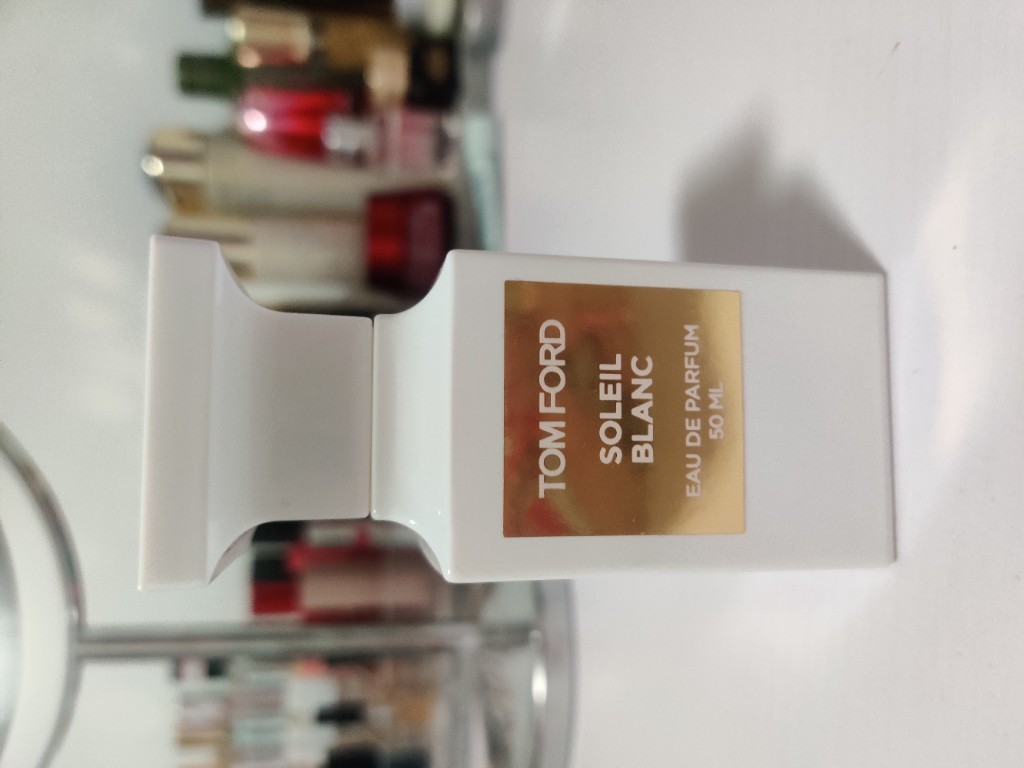 TOM FORD
SOLEIL
BLANC
EAU DE PARFUM
50 ML